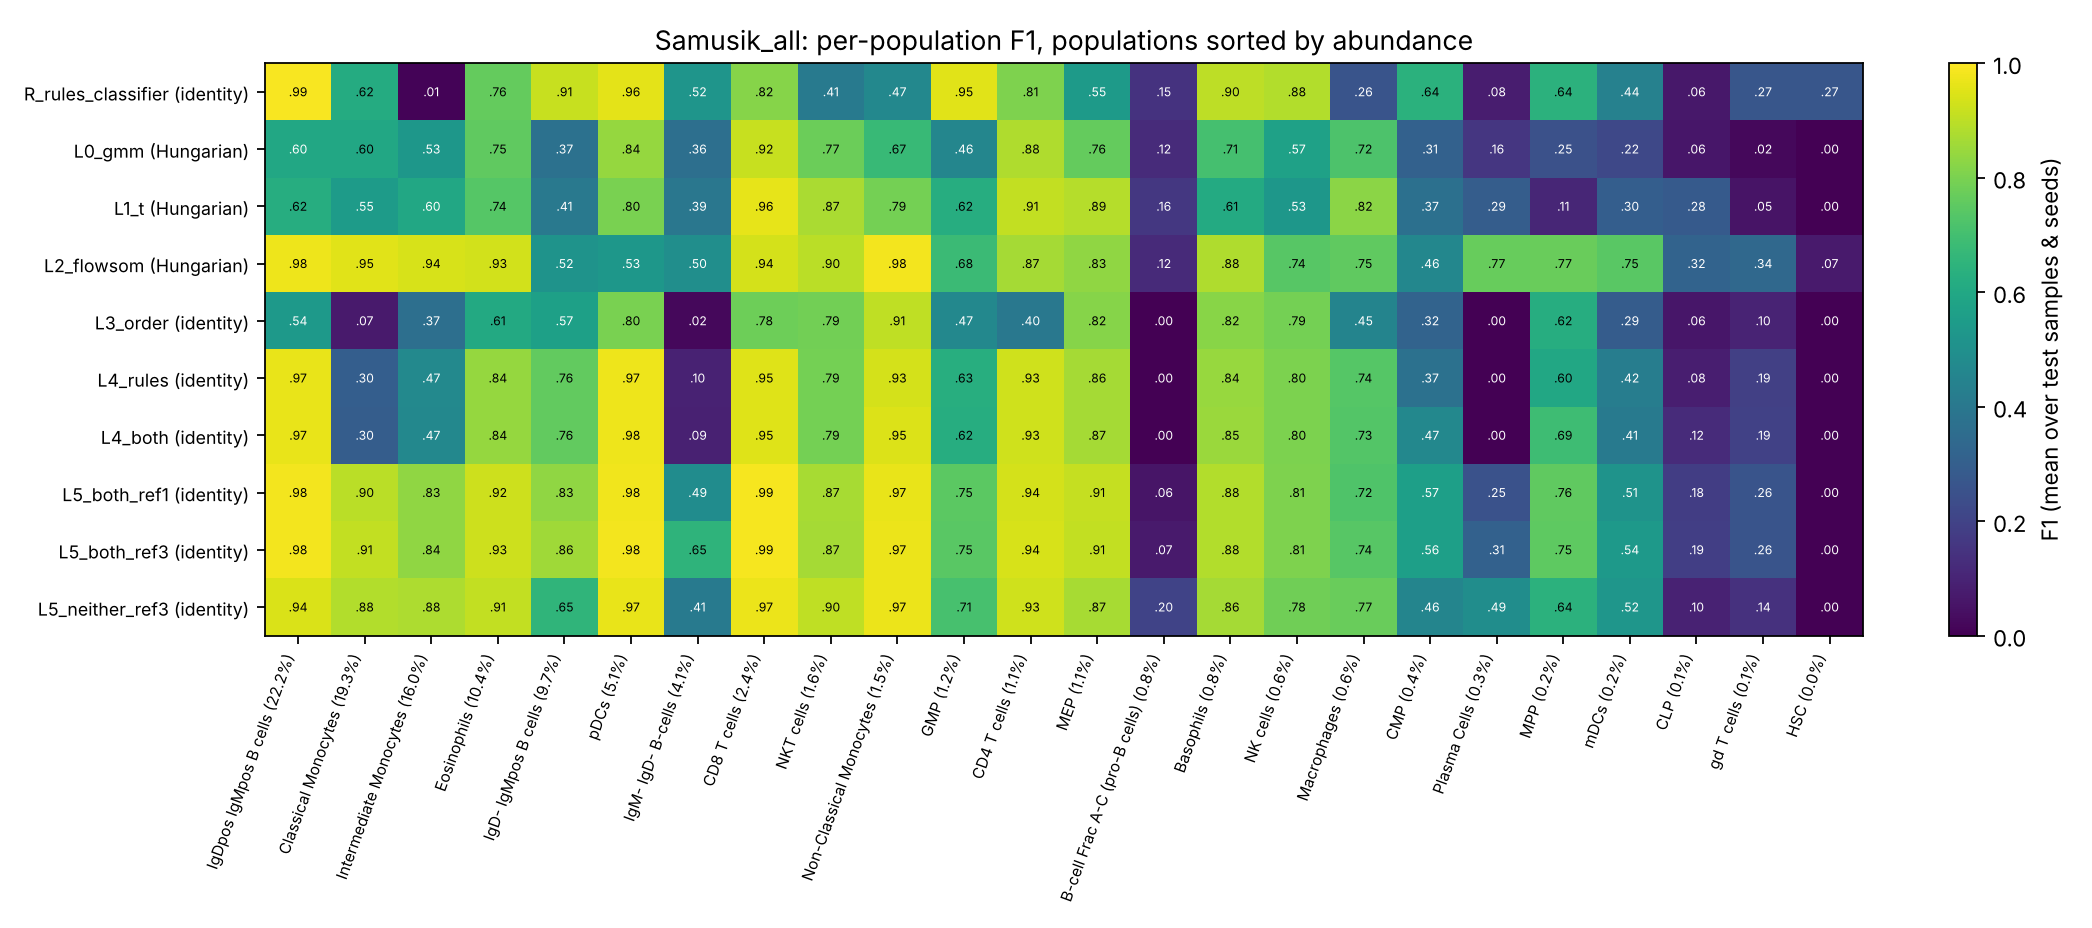 Samusik_all: per-population F1, populations sorted by abundance
R_rules_classifier (identity) .99 .62 .01 .76 .91 .96 .52 .82 .41 .47 .95 .81 .55 .15 .90 .88 .26 .64 .08 .64 .44 .06 .27 .27
L0_gmm (Hungarian) .60 .60 .53 .75 .37 .84 .36 .92 .77 .67 .46 .88 .76 .12 .71 .57 .72 .31 .16 .25 .22 .06 .02 .00
L1_t (Hungarian) .62 .55 .60 .74 .41 .80 .39 .96 .87 .79 .62 .91 .89 .16 .61 .53 .82 .37 .29 .11 .30 .28 .05 .00
L2_flowsom (Hungarian) .98 .95 .94 .93 .52 .53 .50 .94 .90 .98 .68 .87 .83 .12 .88 .74 .75 .46 .77 .77 .75 .32 .34 .07
L3_order (identity) .54 .07 .37 .61 .57 .80 .02 .78 .79 .91 .47 .40 .82 .00 .82 .79 .45 .32 .00 .62 .29 .06 .10 .00
L4_rules (identity) .97 .30 .47 .84 .76 .97 .10 .95 .79 .93 .63 .93 .86 .00 .84 .80 .74 .37 .00 .60 .42 .08 .19 .00
L4_both (identity) .97 .30 .47 .84 .76 .98 .09 .95 .79 .95 .62 .93 .87 .00 .85 .80 .73 .47 .00 .69 .41 .12 .19 .00
L5_both_ref1 (identity) .98 .90 .83 .92 .83 .98 .49 .99 .87 .97 .75 .94 .91 .06 .88 .81 .72 .57 .25 .76 .51 .18 .26 .00
L5_both_ref3 (identity) .98 .91 .84 .93 .86 .98 .65 .99 .87 .97 .75 .94 .91 .07 .88 .81 .74 .56 .31 .75 .54 .19 .26 .00
L5_neither_ref3 (identity) .94 .88 .88 .91 .65 .97 .41 .97 .90 .97 .71 .93 .87 .20 .86 .78 .77 .46 .49 .64 .52 .10 .14 .00
IgDpos IgMpos B cells (22.2%)
Classical Monocytes (19.3%)
Intermediate Monocytes (16.0%)
Eosinophils (10.4%)
IgD- IgMpos B cells (9.7%)
pDCs (5.1%)
IgM- IgD- B-cells (4.1%)
CD8 T cells (2.4%)
NKT cells (1.6%)
Non-Classical Monocytes (1.5%)
GMP (1.2%)
CD4 T cells (1.1%)
MEP (1.1%)
B-cell Frac A-C (pro-B cells) (0.8%)
Basophils (0.8%)
NK cells (0.6%)
Macrophages (0.6%)
CMP (0.4%)
Plasma Cells (0.3%)
MPP (0.2%)
mDCs (0.2%)
CLP (0.1%)
gd T cells (0.1%)
HSC (0.0%)
1.0
0.8
0.6
0.4
0.2
0.0
F1 (mean over test samples & seeds)